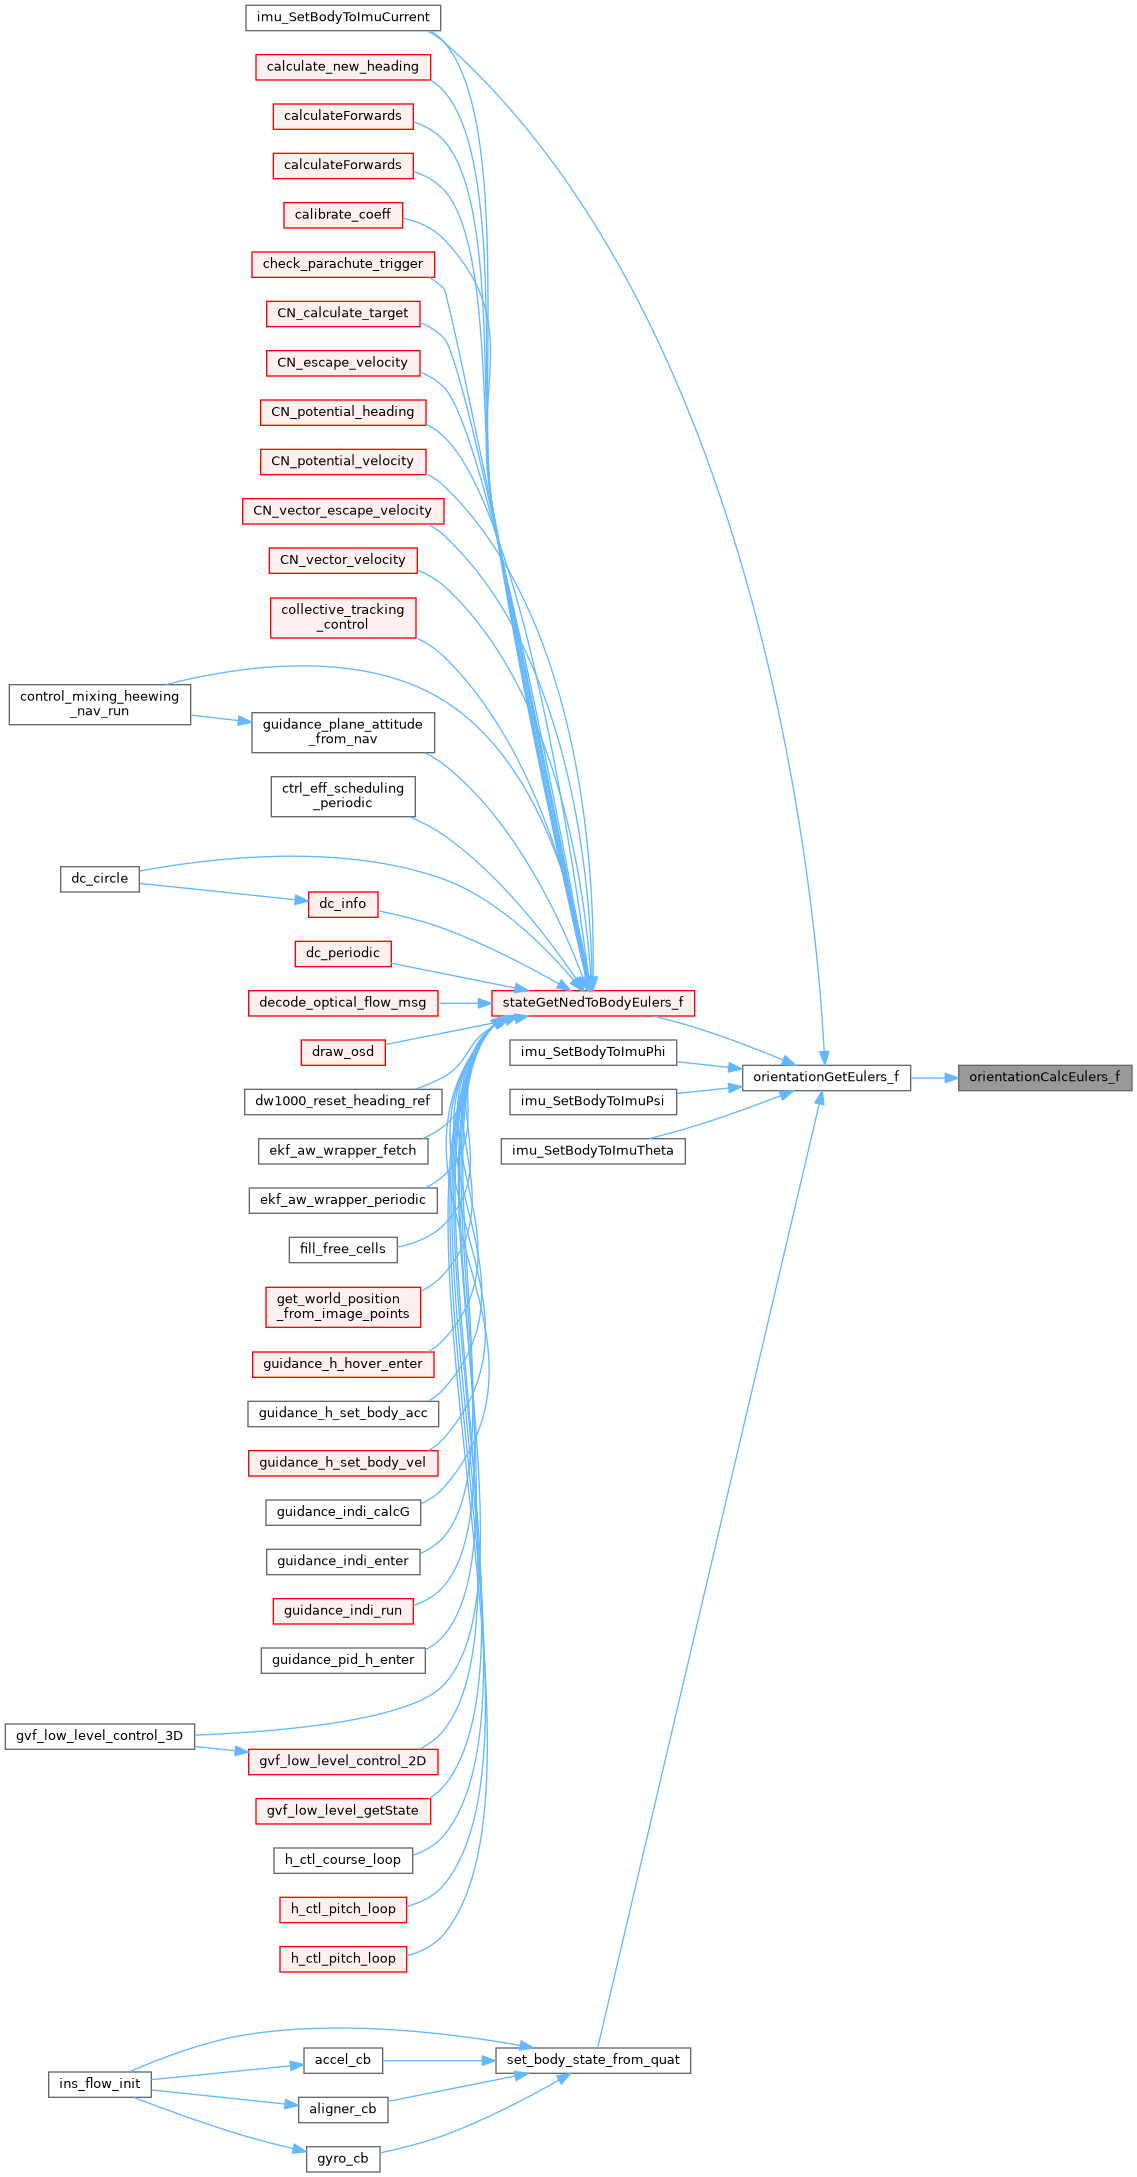 imu_SetBodyToImuCurrent
calculate_new_heading
calculateForwards
calculateForwards
calibrate_coeff
check_parachute_trigger
CN_calculate_target
CN_escape_velocity
CN_potential_heading
CN_potential_velocity
CN_vector_escape_velocity
CN_vector_velocity
collective_tracking
_control
control_mixing_heewing
_nav_run
guidance_plane_attitude
_from_nav
ctrl_eff_scheduling
_periodic
dc_circle
dc_info
dc_periodic
decode_optical_flow_msg
stateGetNedToBodyEulers_f
draw_osd
imu_SetBodyToImuPhi
orientationGetEulers_f
orientationCalcEulers_f
dw1000_reset_heading_ref
imu_SetBodyToImuPsi
ekf_aw_wrapper_fetch
imu_SetBodyToImuTheta
ekf_aw_wrapper_periodic
fill_free_cells
get_world_position
_from_image_points
guidance_h_hover_enter
guidance_h_set_body_acc
guidance_h_set_body_vel
guidance_indi_calcG
guidance_indi_enter
guidance_indi_run
guidance_pid_h_enter
gvf_low_level_control_3D
gvf_low_level_control_2D
gvf_low_level_getState
h_ctl_course_loop
h_ctl_pitch_loop
h_ctl_pitch_loop
accel_cb
set_body_state_from_quat
ins_flow_init
aligner_cb
gyro_cb